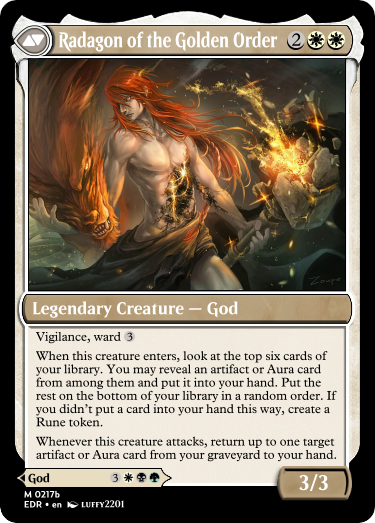 Radagon of the Golden Order 2
Legendary Creature — God
Vigilance, ward 3
When this creature enters, look at the top six cards of
your library. You may reveal an artifact or Aura card
from among them and put it into your hand. Put the
rest on the bottom of your library in a random order. If
you didn't put a card into your hand this way, create a
Rune token.
Whenever this creature attacks, return up to one target
artifact or Aura card from your graveyard to your hand.
God 3
3/3
M 0217b
EDR • en LUFFY2201